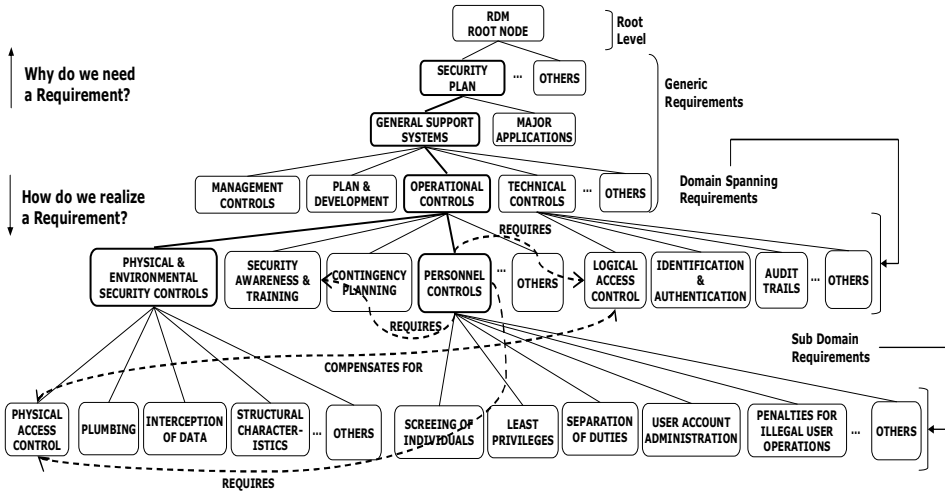 RDM
ROOT NODE
Root
Level
Why do we need
a Requirement?
SECURITY
PLAN
...
OTHERS
Generic
Requirements
GENERAL SUPPORT
SYSTEMS
MAJOR
APPLICATIONS
How do we realize
a Requirement?
MANAGEMENT
CONTROLS
PLAN &
DEVELOPMENT
OPERATIONAL
CONTROLS
TECHNICAL
CONTROLS
...
OTHERS
Domain Spanning
Requirements
REQUIRES
PHYSICAL &
ENVIRONMENTAL
SECURITY CONTROLS
SECURITY
AWARENESS &
TRAINING
CONTINGENCY
PLANNING
PERSONNEL
CONTROLS
...
OTHERS
LOGICAL
ACCESS
CONTROL
IDENTIFICATION
&
AUTHENTICATION
AUDIT
TRAILS
...
OTHERS
REQUIRES
Sub Domain
Requirements
COMPENSATES FOR
PHYSICAL
ACCESS
CONTROL
PLUMBING
INTERCEPTION
OF DATA
STRUCTURAL
CHARACTER-
ISTICS
...
OTHERS
SCREEING OF
INDIVIDUALS
LEAST
PRIVILEGES
SEPARATION
OF DUTIES
USER ACCOUNT
ADMINISTRATION
PENALTIES FOR
ILLEGAL USER
OPERATIONS
...
OTHERS
REQUIRES